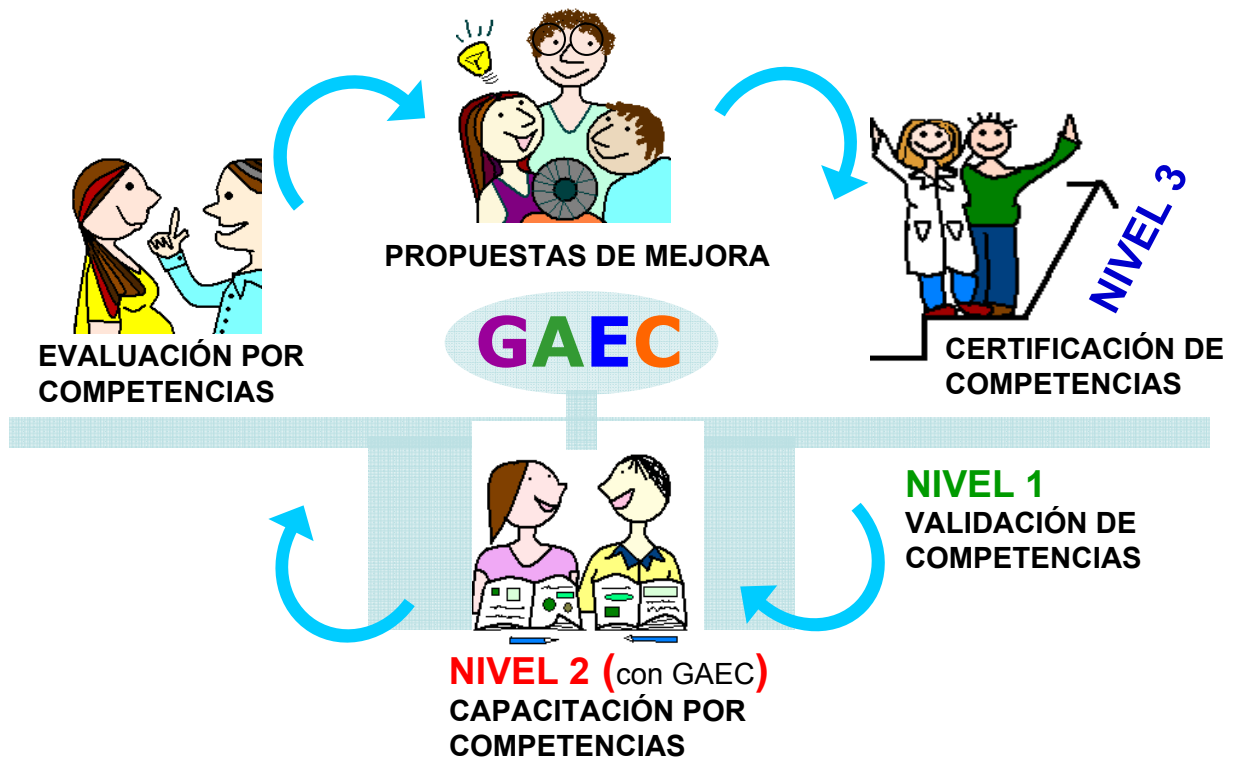 PROPUESTAS DE MEJORA
NIVEL 3
GAEC
EVALUACIÓN POR
COMPETENCIAS
CERTIFICACIÓN DE
COMPETENCIAS
NIVEL 1
VALIDACIÓN DE
COMPETENCIAS
NIVEL 2 (con GAEC)
CAPACITACIÓN POR
COMPETENCIAS